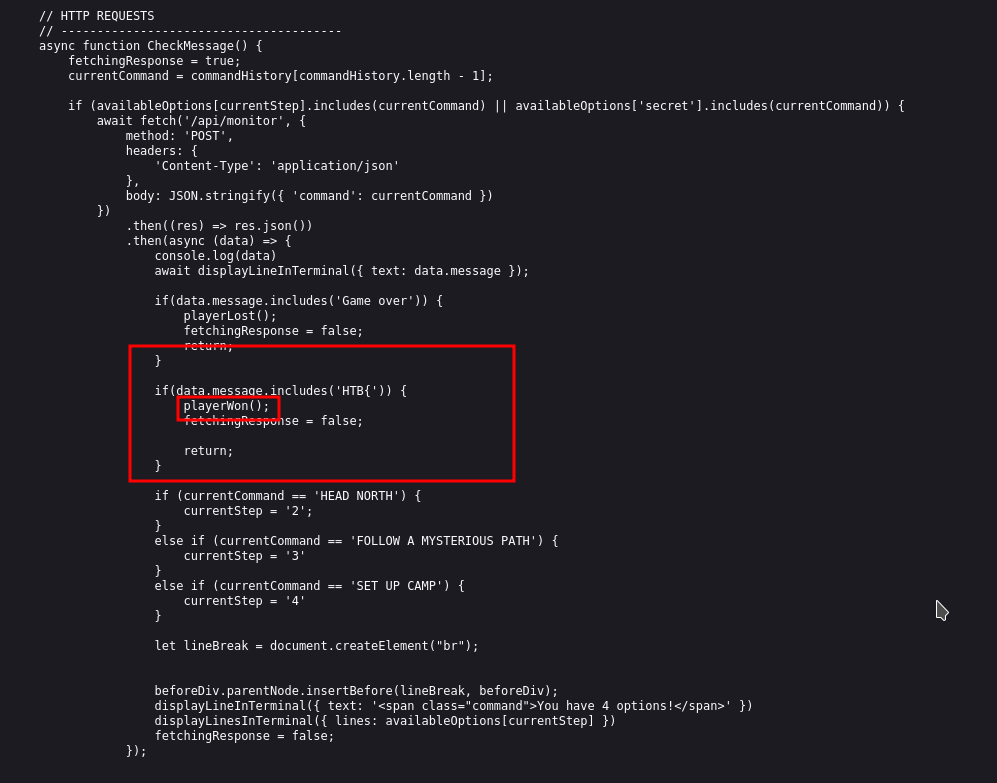 // HTTP REQUESTS
// ---------------------------------------
async function CheckMessage() {
fetchingResponse = true;
currentCommand = commandHistory[commandHistory.length - 1];
if (availableOptions[currentStep].includes(currentCommand) || availableOptions['secret'].includes(currentCommand)) {
await fetch('/api/monitor', {
method: 'POST',
headers: {
'Content-Type': 'application/json'
},
body: JSON.stringify({ 'command': currentCommand })
})
.then((res) => res.json())
.then(async (data) => {
console.log(data)
await displayLineInTerminal({ text: data.message });
if(data.message.includes('Game over')) {
playerLost();
fetchingResponse = false;
return;
}
if(data.message.includes('HTB{')) {
playerWon();
fetchingResponse = false;
return;
}
if (currentCommand == 'HEAD NORTH') {
currentStep = '2';
}
else if (currentCommand == 'FOLLOW A MYSTERIOUS PATH') {
currentStep = '3'
}
else if (currentCommand == 'SET UP CAMP') {
currentStep = '4'
}
let lineBreak = document.createElement("br");
beforeDiv.parentNode.insertBefore(lineBreak, beforeDiv);
displayLineInTerminal({ text: '<span class="command">You have 4 options!</span>' })
displayLinesInTerminal({ lines: availableOptions[currentStep] })
fetchingResponse = false;
});